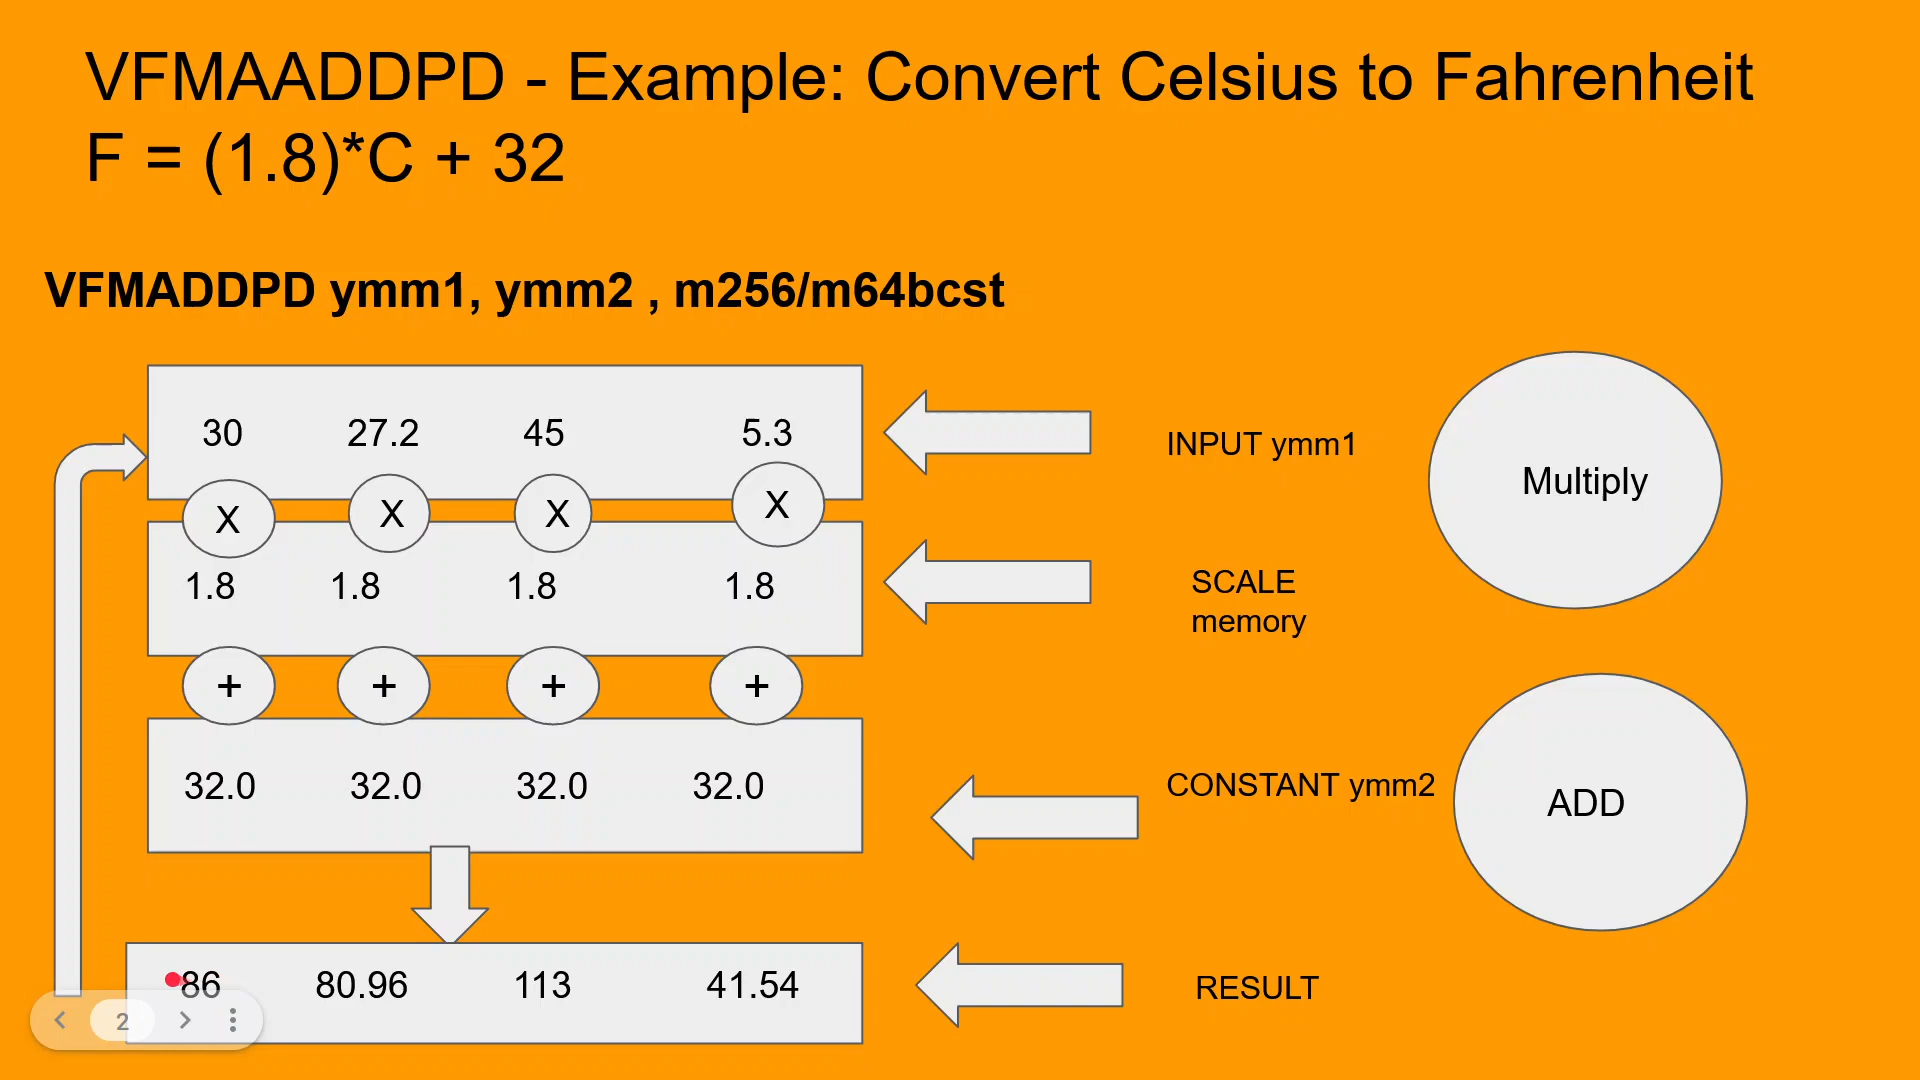 VFMAADDPD - Example: Convert Celsius to Fahrenheit
F = (1.8)*C + 32
VFMADDPD ymm1, ymm2 , m256/m64bcst
30 27.2 45 5.3
INPUT ymm1
Multiply
X X X X
1.8 1.8 1.8 1.8
SCALE
memory
+ + + +
32.0 32.0 32.0 32.0
CONSTANT ymm2
ADD
86 80.96 113 41.54
RESULT
2